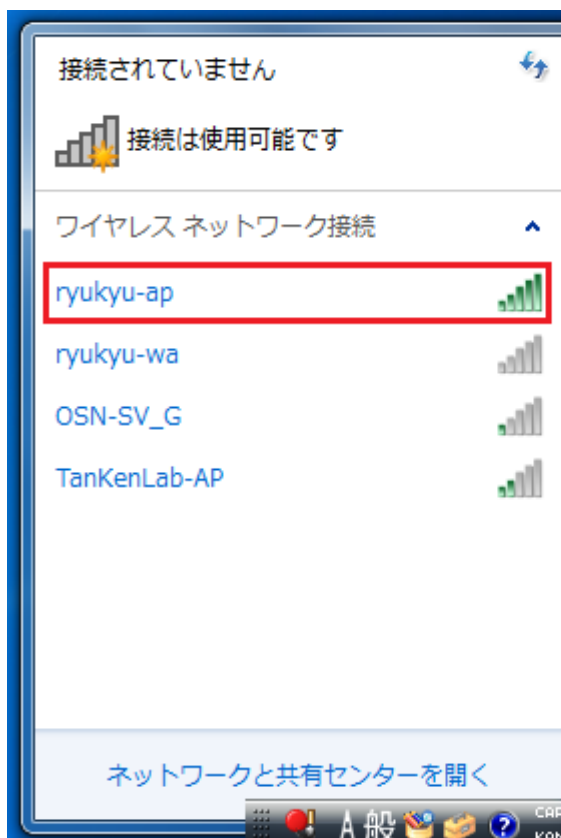 接続されていません
接続は使用可能です
ワイヤレス ネットワーク接続
ryukyu-ap
ryukyu-wa
OSN-SV_G
TanKenLab-AP
ネットワークと共有センターを開く
A 般 ? CAP
KAN